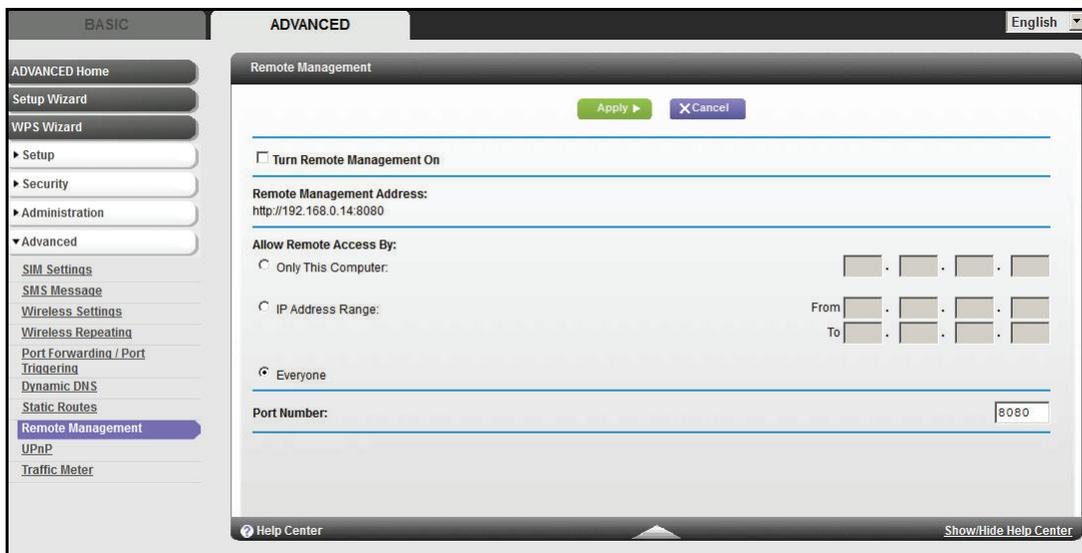 BASIC
ADVANCED
English
ADVANCED Home
Setup Wizard
WPS Wizard
Setup
Security
Administration
Advanced
SIM Settings
SMS Message
Wireless Settings
Wireless Repeating
Port Forwarding / Port
Triggering
Dynamic DNS
Static Routes
Remote Management
UPnP
Traffic Meter
Remote Management
Apply
Cancel
Turn Remote Management On
Remote Management Address:
http://192.168.0.14:8080
Allow Remote Access By:
Only This Computer:
. . .
IP Address Range:
From . . .
To . . .
Everyone
Port Number:
8080
Help Center
Show/Hide Help Center